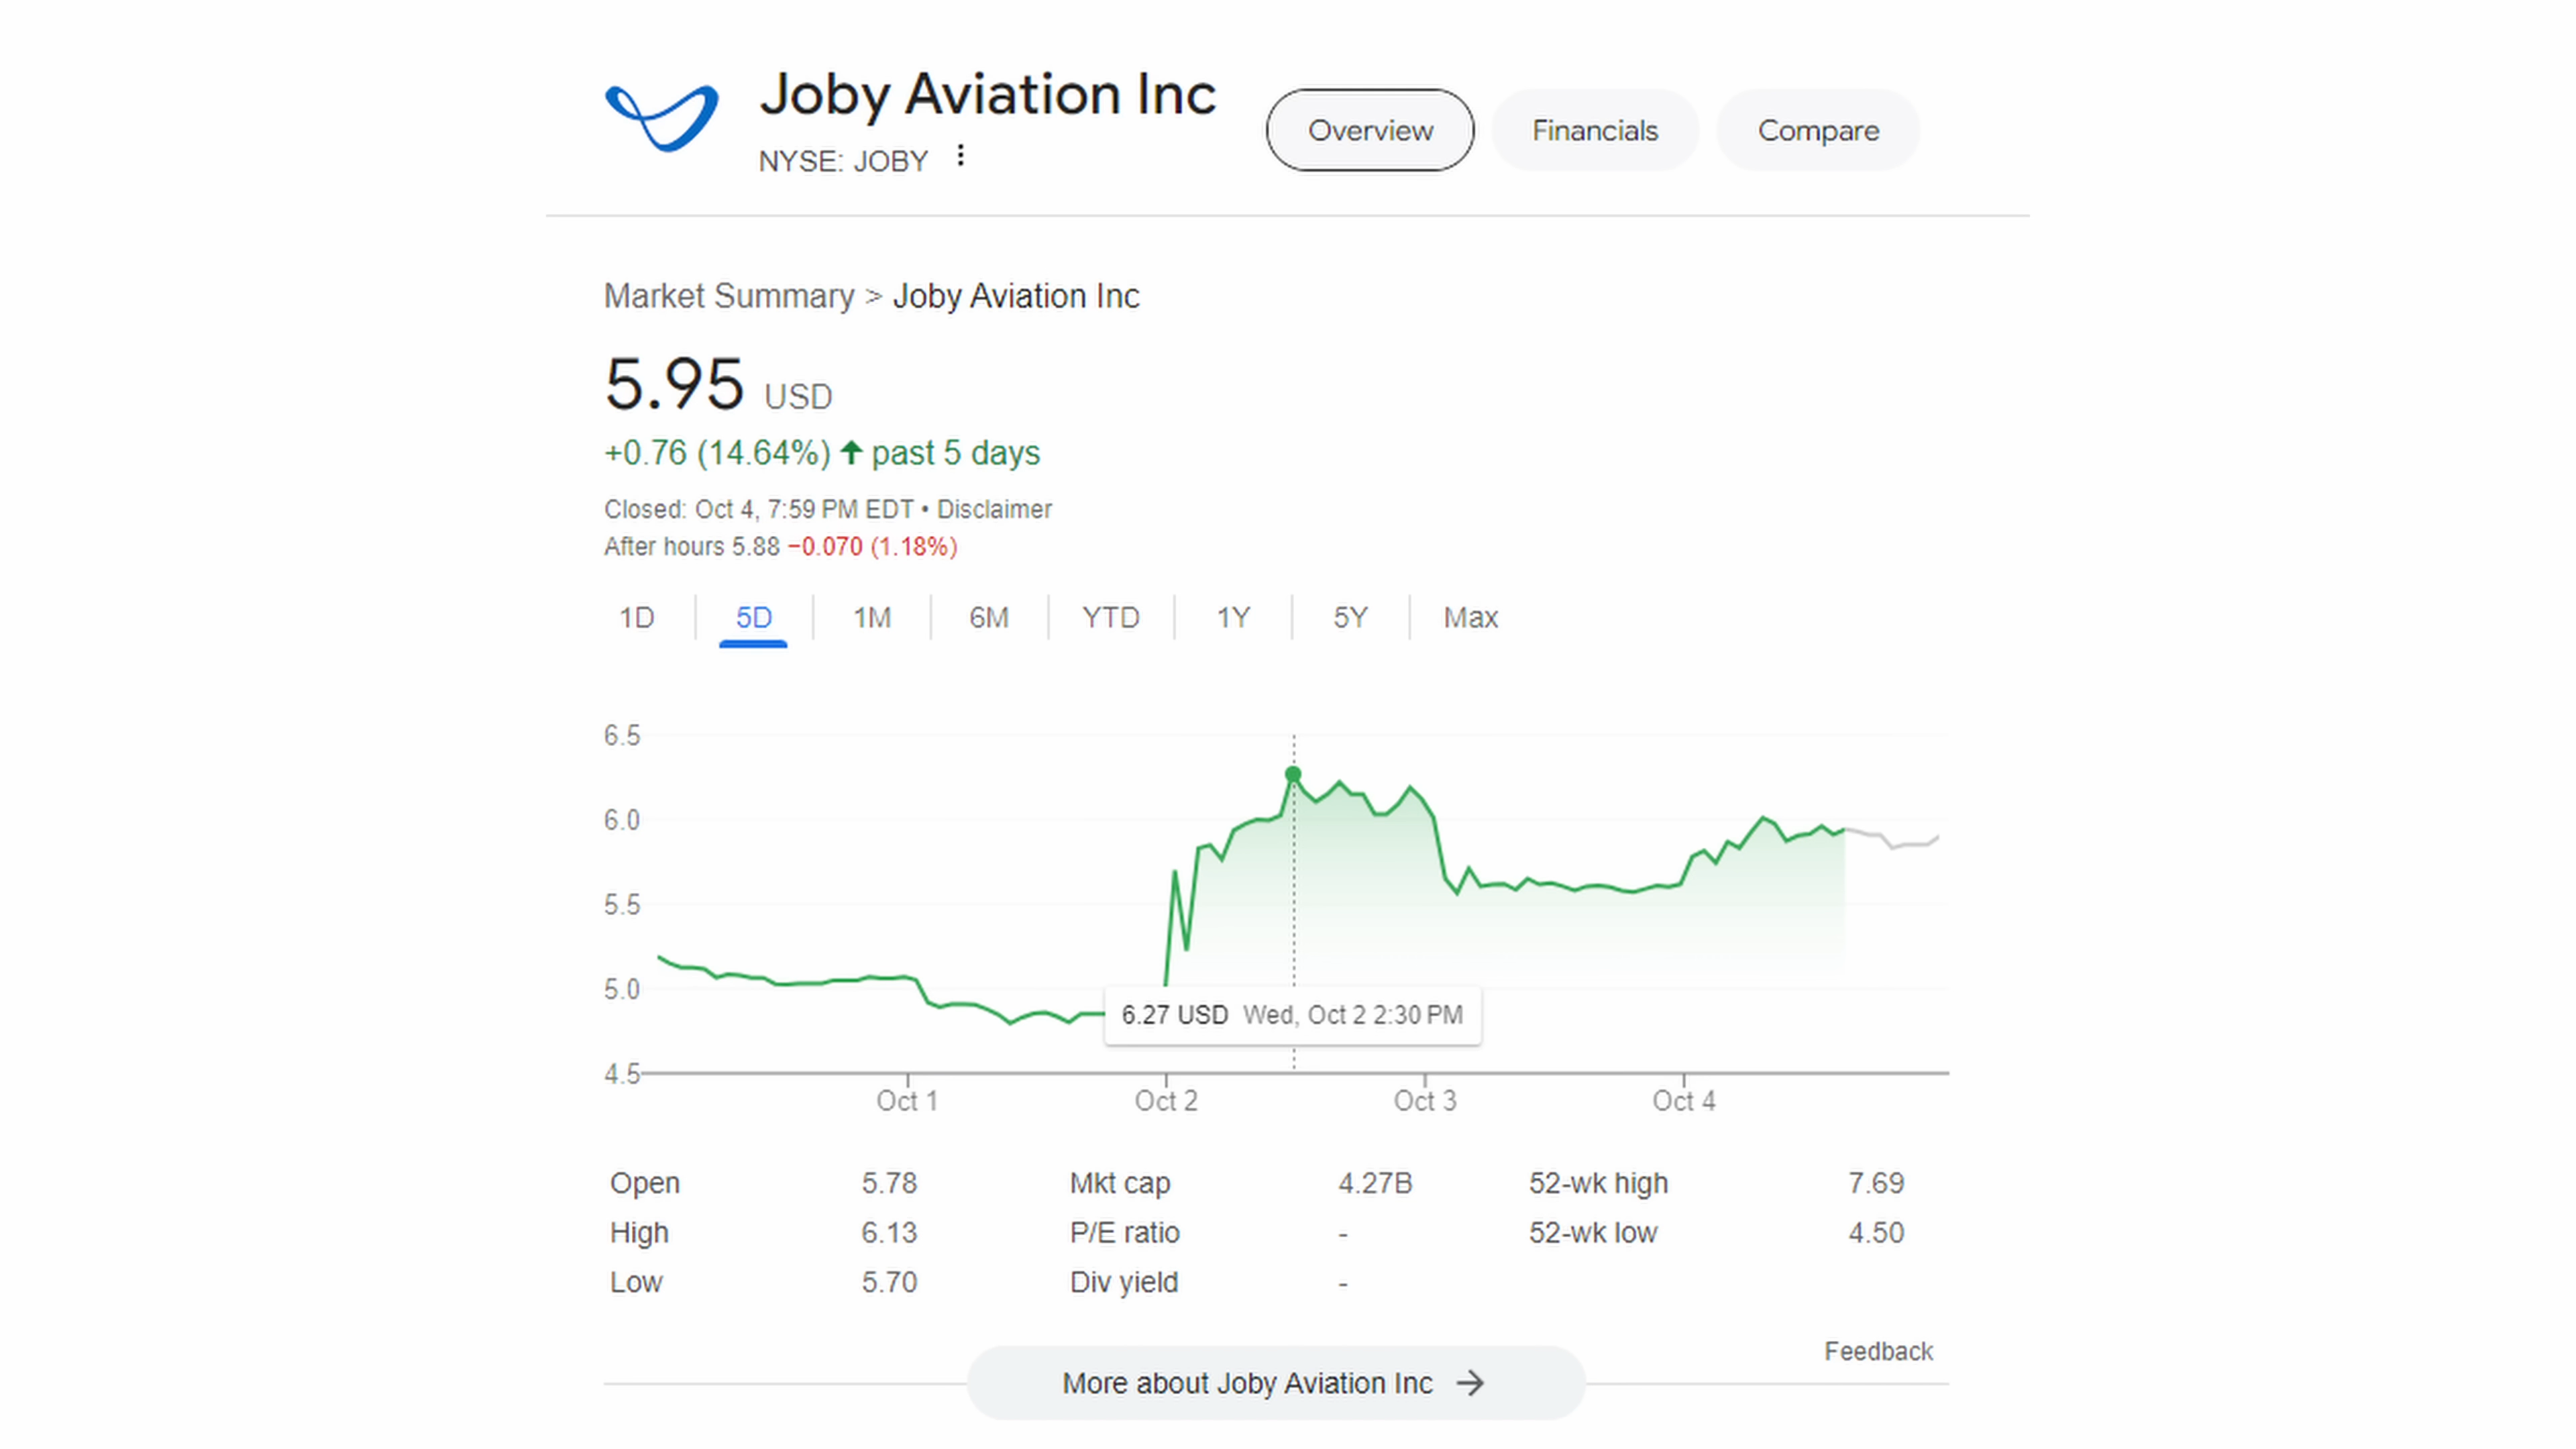 Joby Aviation Inc
NYSE: JOBY
Overview
Financials
Compare
Market Summary > Joby Aviation Inc
5.95 USD
+0.76 (14.64%) ↑ past 5 days
Closed: Oct 4, 7:59 PM EDT • Disclaimer
After hours 5.88 −0.070 (1.18%)
1D 5D 1M 6M YTD 1Y 5Y Max
6.5
6.0
5.5
5.0
6.27 USD Wed, Oct 2 2:30 PM
4.5
Oct 1 Oct 2 Oct 3 Oct 4
Open 5.78 Mkt cap 4.27B 52-wk high 7.69
High 6.13 P/E ratio - 52-wk low 4.50
Low 5.70 Div yield -
Feedback
More about Joby Aviation Inc →